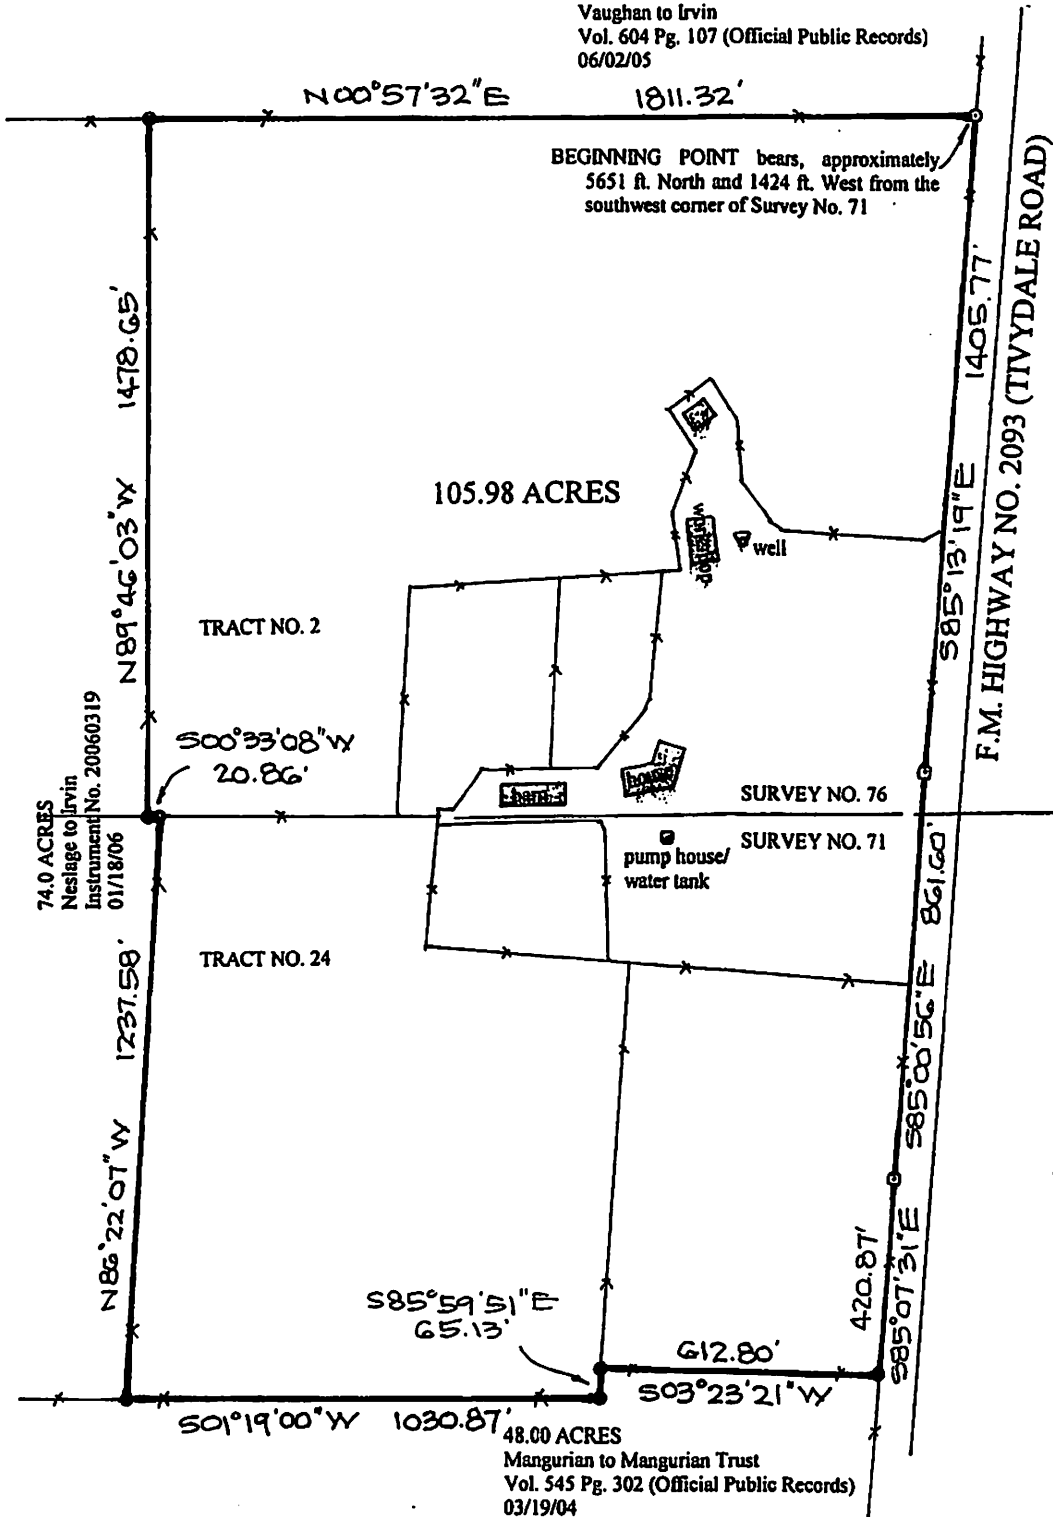 Vaughan to Irvin
Vol. 604 Pg. 107 (Official Public Records)
06/02/05
N00°57'32"E 1811.32'
BEGINNING POINT bears, approximately
5651 ft. North and 1424 ft. West from the
southwest corner of Survey No. 71
1478.65'
N89°46'03"W
1405.77'
S85°13'19"E
F.M. HIGHWAY NO. 2093 (TIVYDALE ROAD)
105.98 ACRES
workshop
well
TRACT NO. 2
S00°33'08"W
20.86'
74.0 ACRES
Neslage to Irvin
Instrument No. 20060319
01/18/06
barn
house
SURVEY NO. 76
SURVEY NO. 71
pump house/
water tank
861.60'
S85°00'56"E
TRACT NO. 24
1237.58'
N86°22'07"W
420.87'
S85°07'31"E
S85°59'51"E
65.13'
612.80'
S03°23'21"W
S01°19'00"W 1030.87'
48.00 ACRES
Mangurian to Mangurian Trust
Vol. 545 Pg. 302 (Official Public Records)
03/19/04